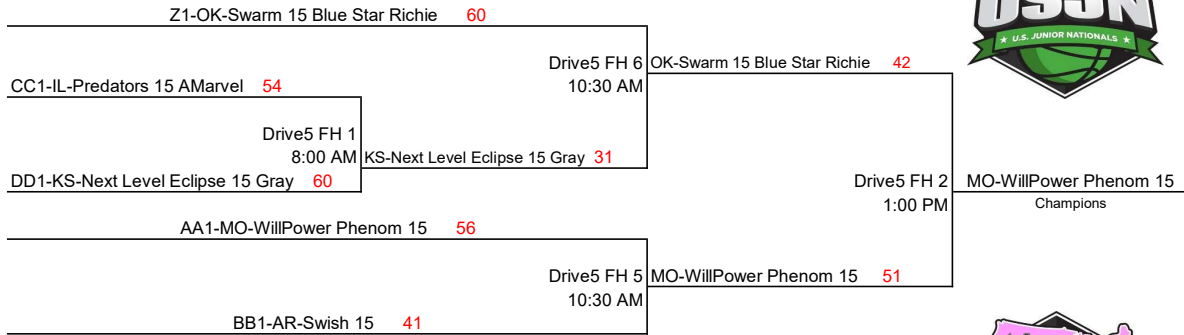 Z1-OK-Swarm 15 Blue Star Richie 60
U.S. JUNIOR NATIONALS
Drive5 FH 6 OK-Swarm 15 Blue Star Richie 42
10:30 AM
CC1-IL-Predators 15 AMarvel 54
Drive5 FH 1
8:00 AM KS-Next Level Eclipse 15 Gray 31
DD1-KS-Next Level Eclipse 15 Gray 60
Drive5 FH 2 MO-WillPower Phenom 15
1:00 PM Champions
AA1-MO-WillPower Phenom 15 56
Drive5 FH 5 MO-WillPower Phenom 15 51
10:30 AM
BB1-AR-Swish 15 41